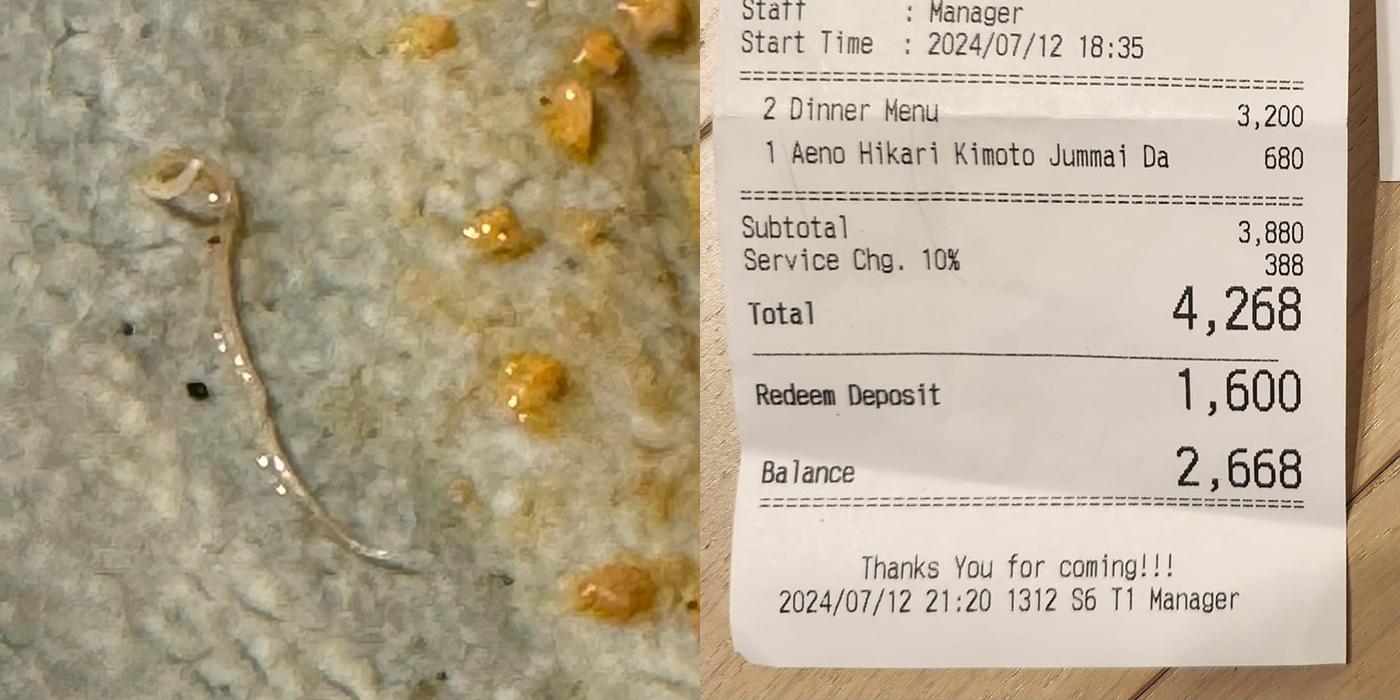 Staff : Manager
Start Time : 2024/07/12 18:35
2 Dinner Menu 3,200
1 Aeno Hikari Kimoto Jummai Da 680
Subtotal 3,880
Service Chg. 10% 388
Total 4,268
Redeem Deposit 1,600
Balance 2,668
Thanks You for coming!!!
2024/07/12 21:20 1312 S6 T1 Manager